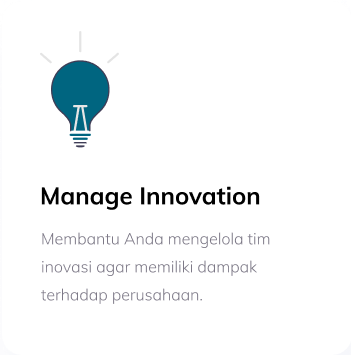 Manage Innovation
Membantu Anda mengelola tim
inovasi agar memiliki dampak
terhadap perusahaan.